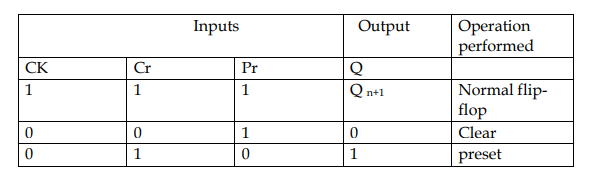 Inputs Output Operation performed
CK Cr Pr Q
1 1 1 Q n+1 Normal flip-flop
0 0 1 0 Clear
0 1 0 1 preset